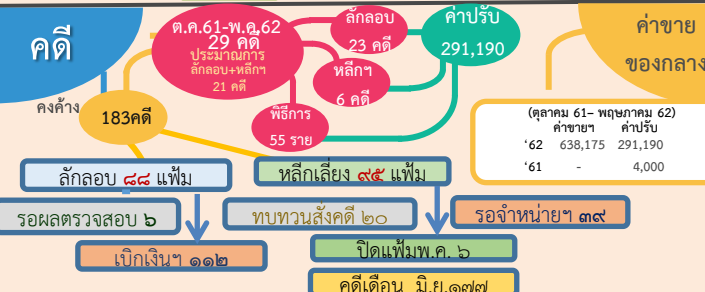 คดี
ต.ค.61-พ.ค.62
29 คดี
ประมาณการ
ลักลอบ+หลีกฯ
21 คดี
ลักลอบ
23 คดี
หลีกฯ
6 คดี
พิธีการ
55 ราย
ค่าปรับ
291,190
ค่าขาย
ของกลาง
คงค้าง
183คดี
(ตุลาคม 61– พฤษภาคม 62)
ค่าขายฯ ค่าปรับ
'62 638,175 291,190
'61 - 4,000
ลักลอบ ๘๘ แฟ้ม
หลีกเลี่ยง ๙๕ แฟ้ม
รอผลตรวจสอบ ๖
ทบทวนสั่งคดี ๒๐
รอจำหน่ายฯ ๓๙
เบิกเงินฯ ๑๑๒
ปิดแฟ้มพ.ค. ๖
คดีเดือน มิ.ย.๑๗๗